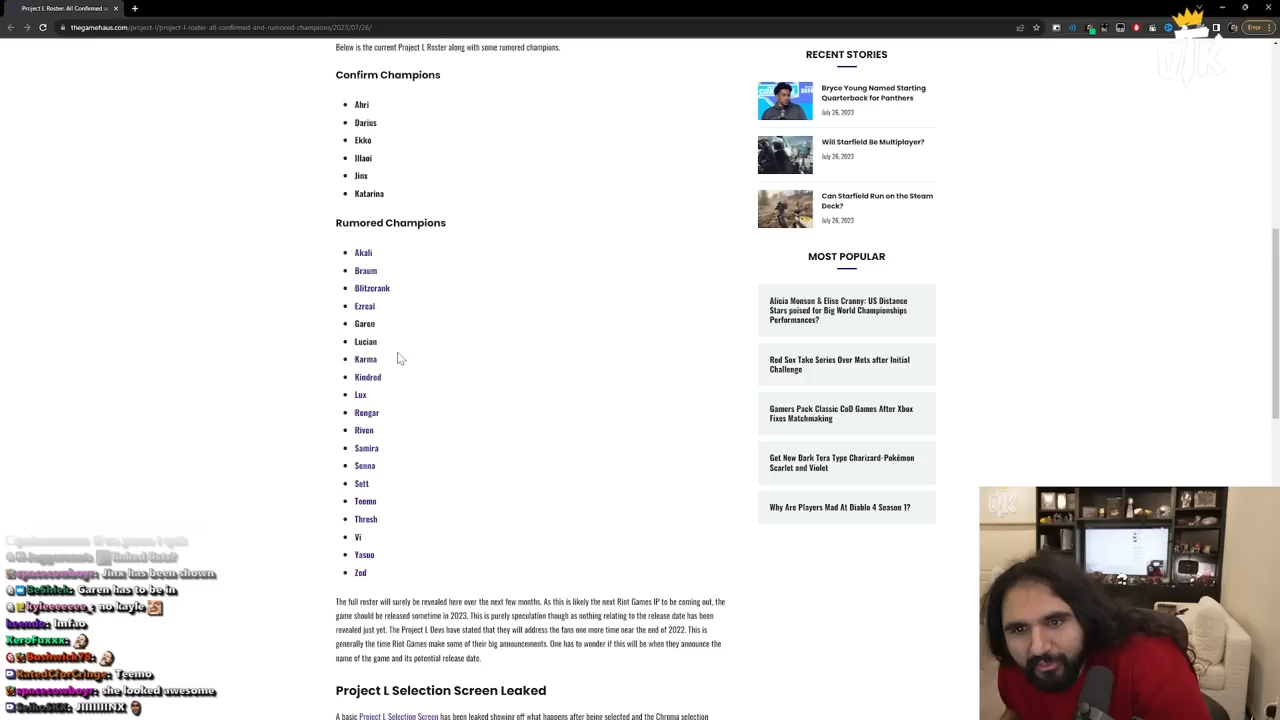 Project L Roster: All Confirmed
thegamehaus.com/project-l/project-l-roster-all-confirmed-and-rumored-champions/2023/07/26/
Error
Below is the current Project L Roster along with some rumored champions.
Confirm Champions
Ahri
Darius
Ekko
Illaoi
Jinx
Katarina
Rumored Champions
Akali
Braum
Blitzcrank
Ezreal
Garen
Lucian
Karma
Kindred
Lux
Rengar
Riven
Samira
Senna
Sett
Teemo
Thresh
Vi
Yasuo
Zed
The full roster will surely be revealed here over the next few months. As this is likely the next Riot Games IP to be coming out, the
game should be released sometime in 2023. This is purely speculation though as nothing relating to the release date has been
revealed just yet. The Project L Devs have stated that they will address the fans one more time near the end of 2022. This is
generally the time Riot Games make some of their big announcements. One has to wonder if this will be when they announce the
name of the game and its potential release date.
Project L Selection Screen Leaked
A basic Project L Selection Screen has been leaked showing off what happens after being selected and the Chroma selection
RECENT STORIES
Bryce Young Named Starting
Quarterback for Panthers
July 26, 2023
Will Starfield Be Multiplayer?
July 26, 2023
Can Starfield Run on the Steam
Deck?
July 26, 2023
MOST POPULAR
Alicia Monson & Elise Cranny: US Distance
Stars poised for Big World Championships
Performances?
Red Sox Take Series Over Mets after Initial
Challenge
Gamers Pack Classic CoD Games After Xbox
Fixes Matchmaking
Get New Dark Tera Type Charizard-Pokémon
Scarlet and Violet
Why Are Players Mad At Diablo 4 Season 1?
OTK
linked lists?
spacecowboyr: Jinx has been shown
BeShtek: Garen has to be in
kyleeeeeee_: no kayle
keendo: lmfao
XeroFuxxx:
Bushwick78:
RatedCforCringe: Teemo
spacecowboyr: she looked awesome
JIIIIIIINX
OTK